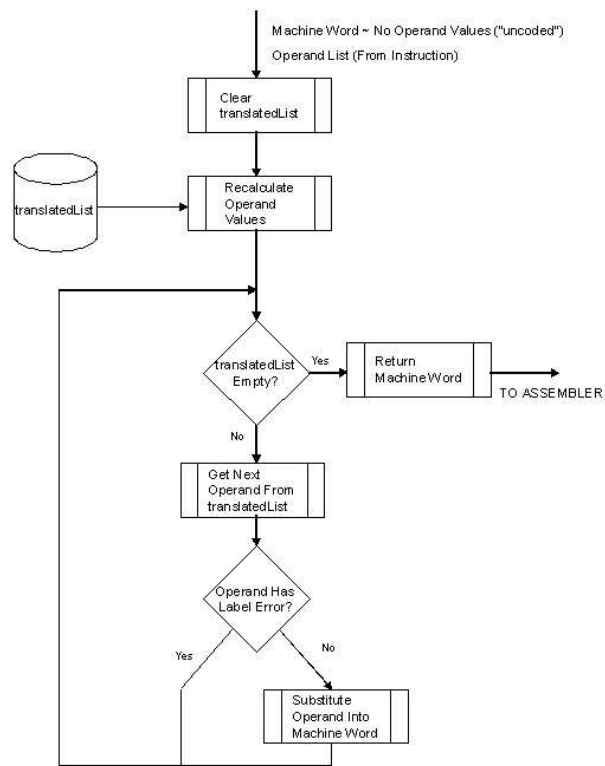 Machine Word ~ No Operand Values ("uncoded")
Operand List (From Instruction)
Clear
translatedList
translatedList
Recalculate
Operand
Values
translatedList
Empty?
Yes
Return
MachineWord
TO ASSEMBLER
No
Get Next
Operand From
translatedList
Operand Has
Label Error?
Yes
No
Substitute
Operand Into
Machine Word